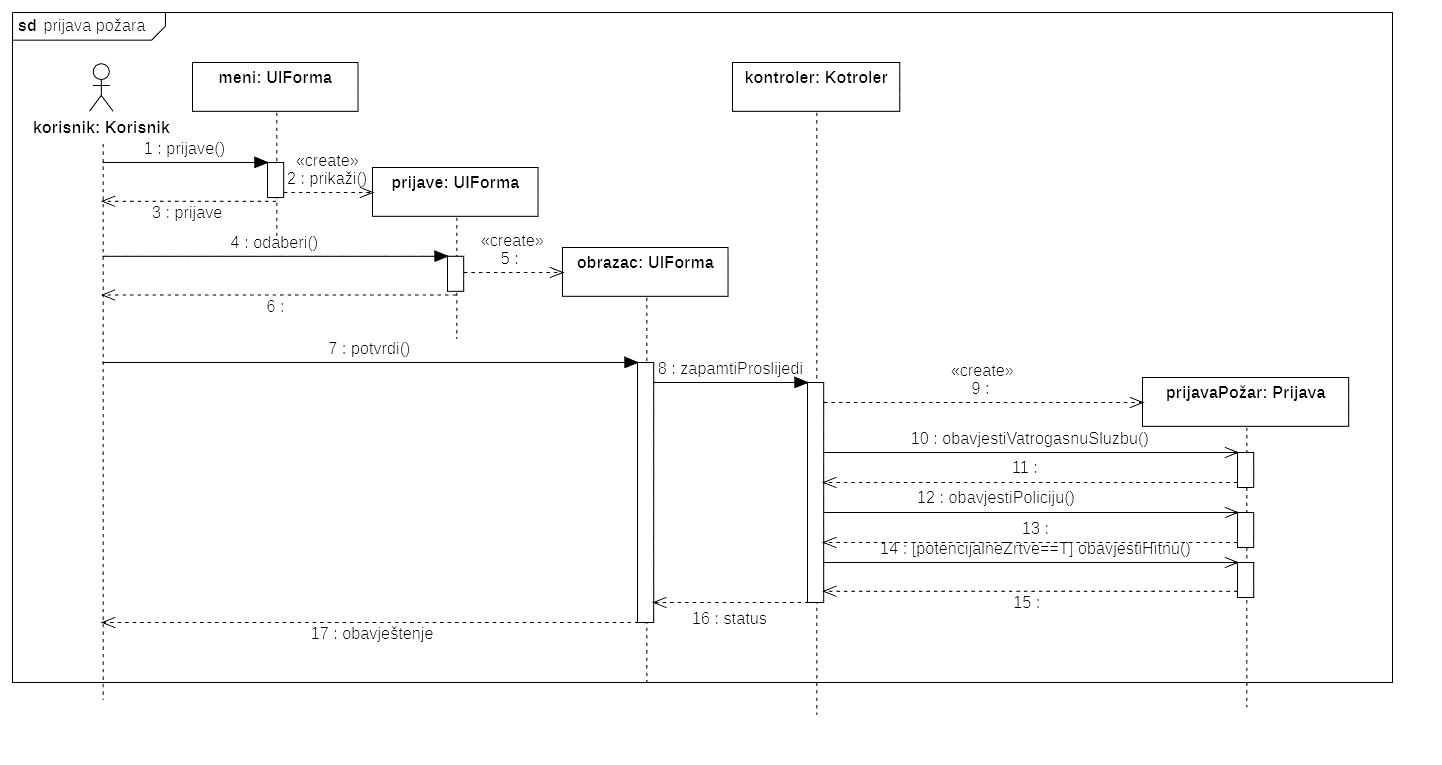 sd prijava požara
meni: UIForma
kontroler: Kotroler
korisnik: Korisnik
1 : prijave()
«create»
2 : prikaži()
prijave: UIForma
3 : prijave
4 : odaberi()
«create»
5 :
obrazac: UIForma
6 :
7 : potvrdi()
8 : zapamtiProslijedi
«create»
9 :
prijavaPožar: Prijava
10 : obavjestiVatrogasnuSluzbu()
11 :
12 : obavjestiPoliciju()
13 :
14 : [potencijalneZrtve==T] obavjestiHitnu()
15 :
16 : status
17 : obavještenje